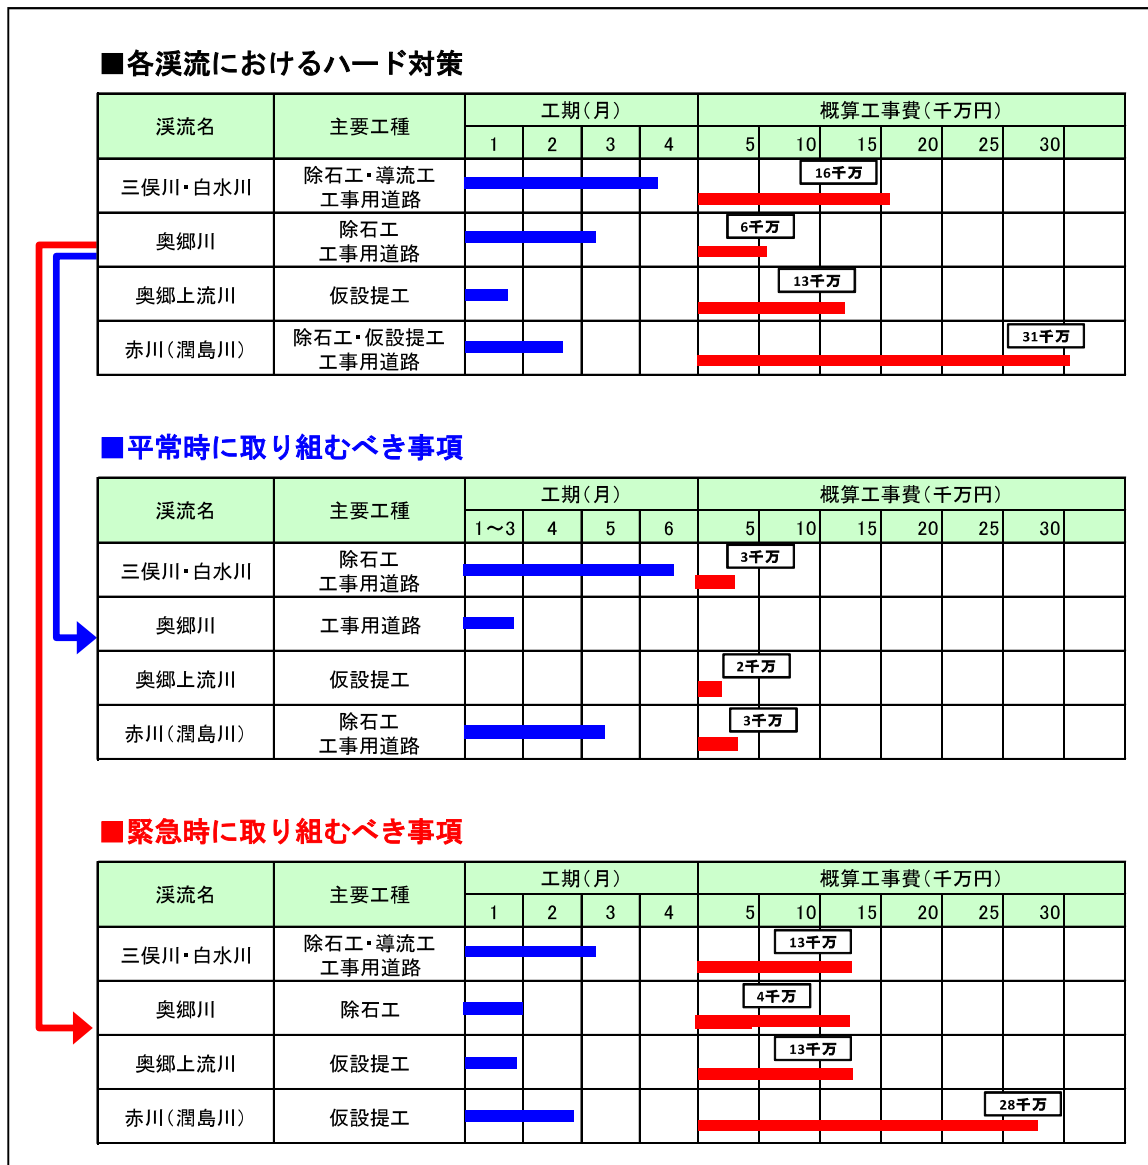 ■各渓流におけるハード対策
渓流名 主要工種 工期(月) 概算工事費(千万円)
1 2 3 4 5 10 15 20 25 30
三俣川・白水川 除石工・導流工 16千万
工事用道路
奥郷川 除石工 6千万
工事用道路
奥郷上流川 仮設提工 13千万
赤川(潤島川) 除石工・仮設提工 31千万
工事用道路
■平常時に取り組むべき事項
渓流名 主要工種 工期(月) 概算工事費(千万円)
1～3 4 5 6 5 10 15 20 25 30
三俣川・白水川 除石工 3千万
工事用道路
奥郷川 工事用道路
奥郷上流川 仮設提工 2千万
赤川(潤島川) 除石工 3千万
工事用道路
■緊急時に取り組むべき事項
渓流名 主要工種 工期(月) 概算工事費(千万円)
1 2 3 4 5 10 15 20 25 30
三俣川・白水川 除石工・導流工 13千万
工事用道路
奥郷川 除石工 4千万
奥郷上流川 仮設提工 13千万
赤川(潤島川) 仮設提工 28千万